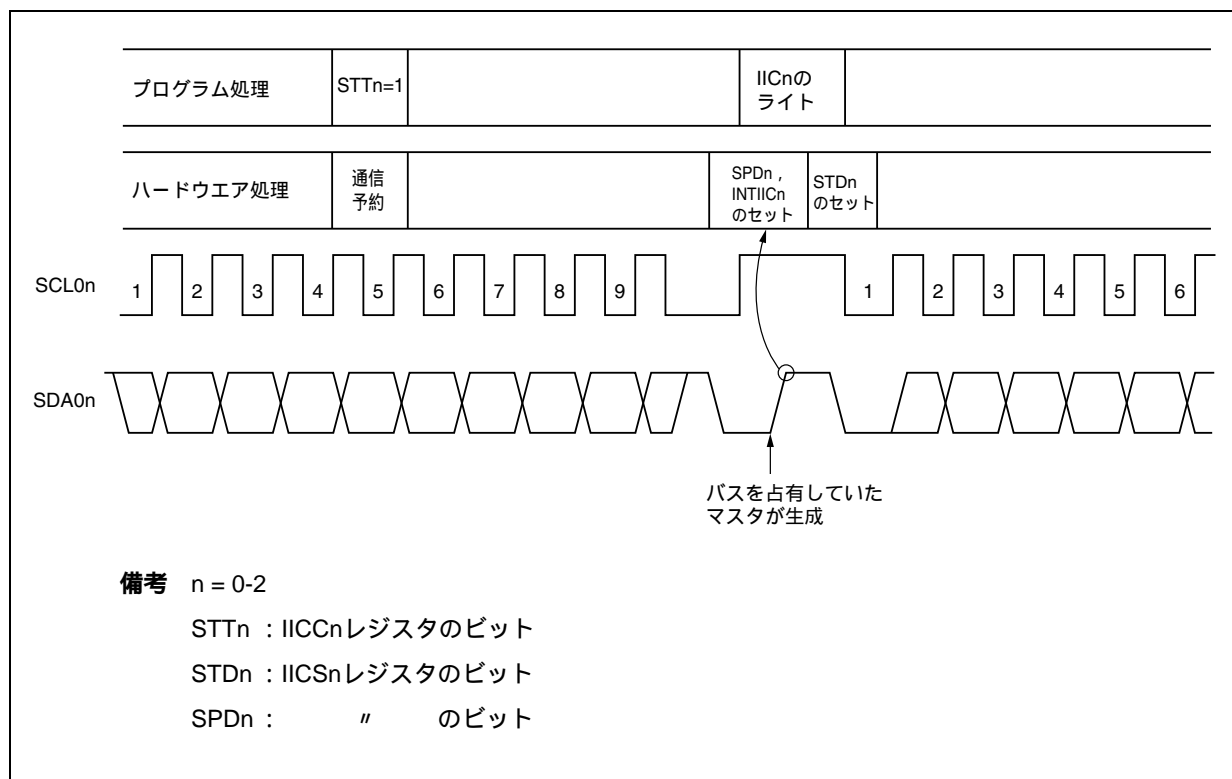 プログラム処理
STTn=1
IICnの
ライト
ハードウエア処理
通信
予約
SPDn，
INTIICn
のセット
STDn
のセット
SCL0n
1 2 3 4 5 6 7 8 9 1 2 3 4 5 6
SDA0n
バスを占有していた
マスタが生成
備考 n = 0-2
STTn ：IICCnレジスタのビット
STDn ：IICSnレジスタのビット
SPDn ： 〃 のビット